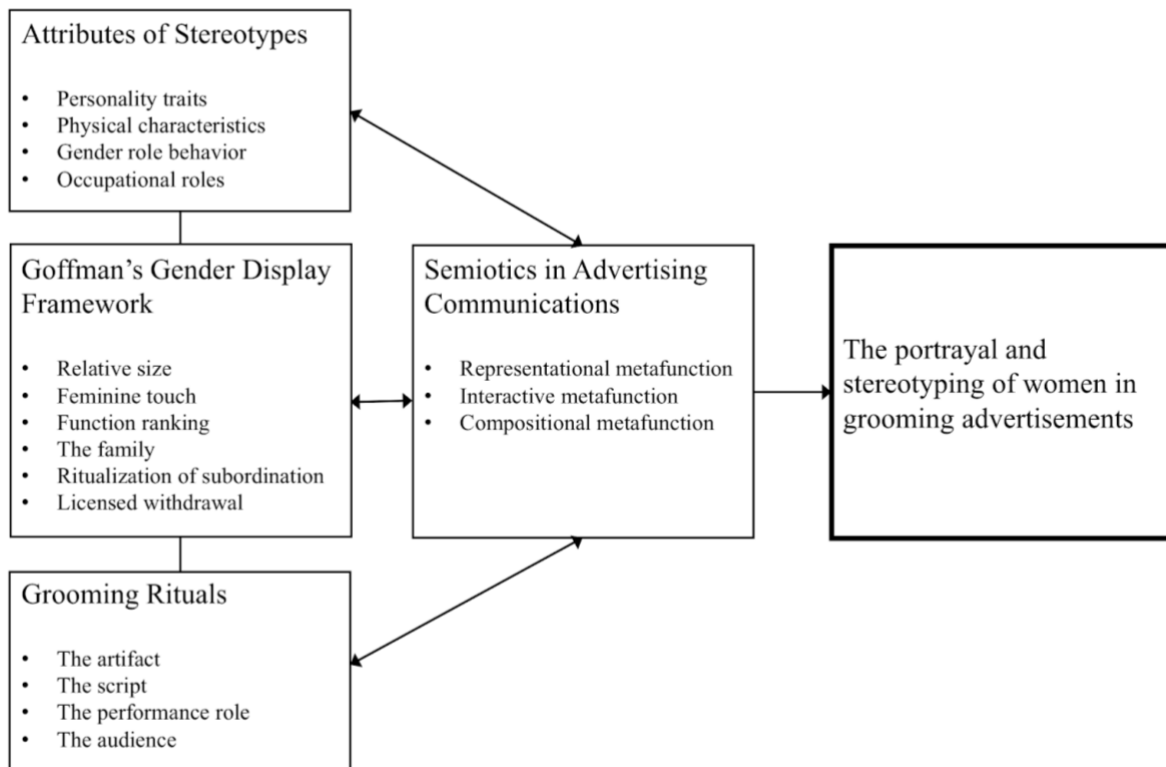 Attributes of Stereotypes
• Personality traits
• Physical characteristics
• Gender role behavior
• Occupational roles
Goffman’s Gender Display
Framework
• Relative size
• Feminine touch
• Function ranking
• The family
• Ritualization of subordination
• Licensed withdrawal
Grooming Rituals
• The artifact
• The script
• The performance role
• The audience
Semiotics in Advertising
Communications
• Representational metafunction
• Interactive metafunction
• Compositional metafunction
The portrayal and
stereotyping of women in
grooming advertisements